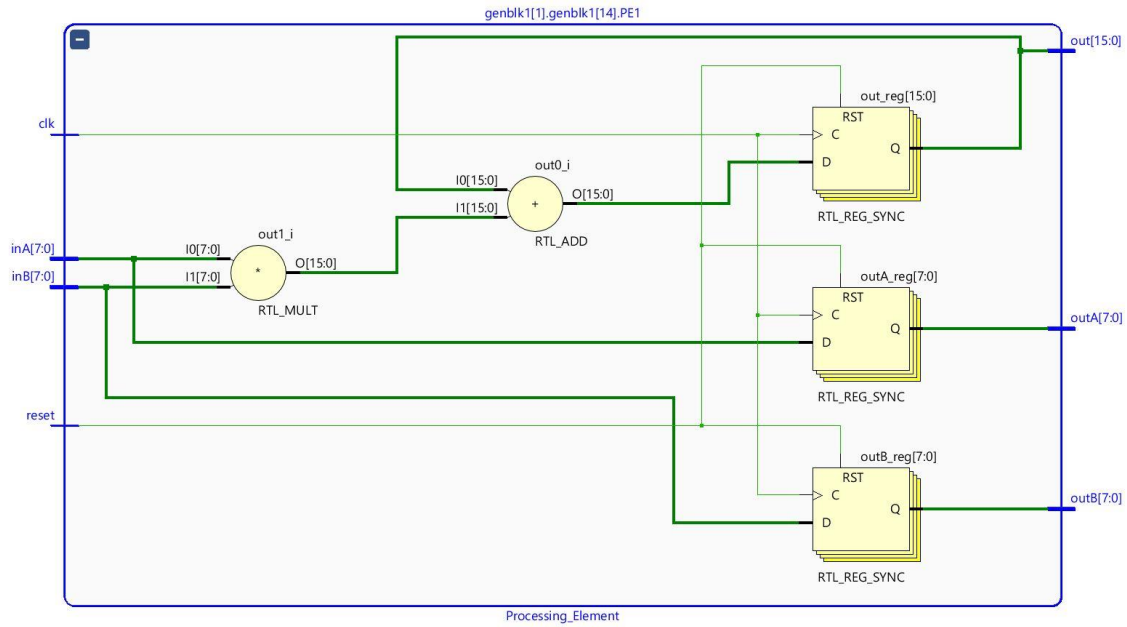 genblk1[1].genblk1[14].PE1
out[15:0]
out_reg[15:0]
RST
clk
C
Q
D
out0_i
I0[15:0]
O[15:0]
+
I1[15:0]
RTL_REG_SYNC
out1_i
RTL_ADD
inA[7:0]
I0[7:0]
O[15:0]
*
inB[7:0]
I1[7:0]
RTL_MULT
outA_reg[7:0]
RST
C
Q
outA[7:0]
D
RTL_REG_SYNC
reset
outB_reg[7:0]
RST
C
Q
outB[7:0]
D
RTL_REG_SYNC
Processing_Element